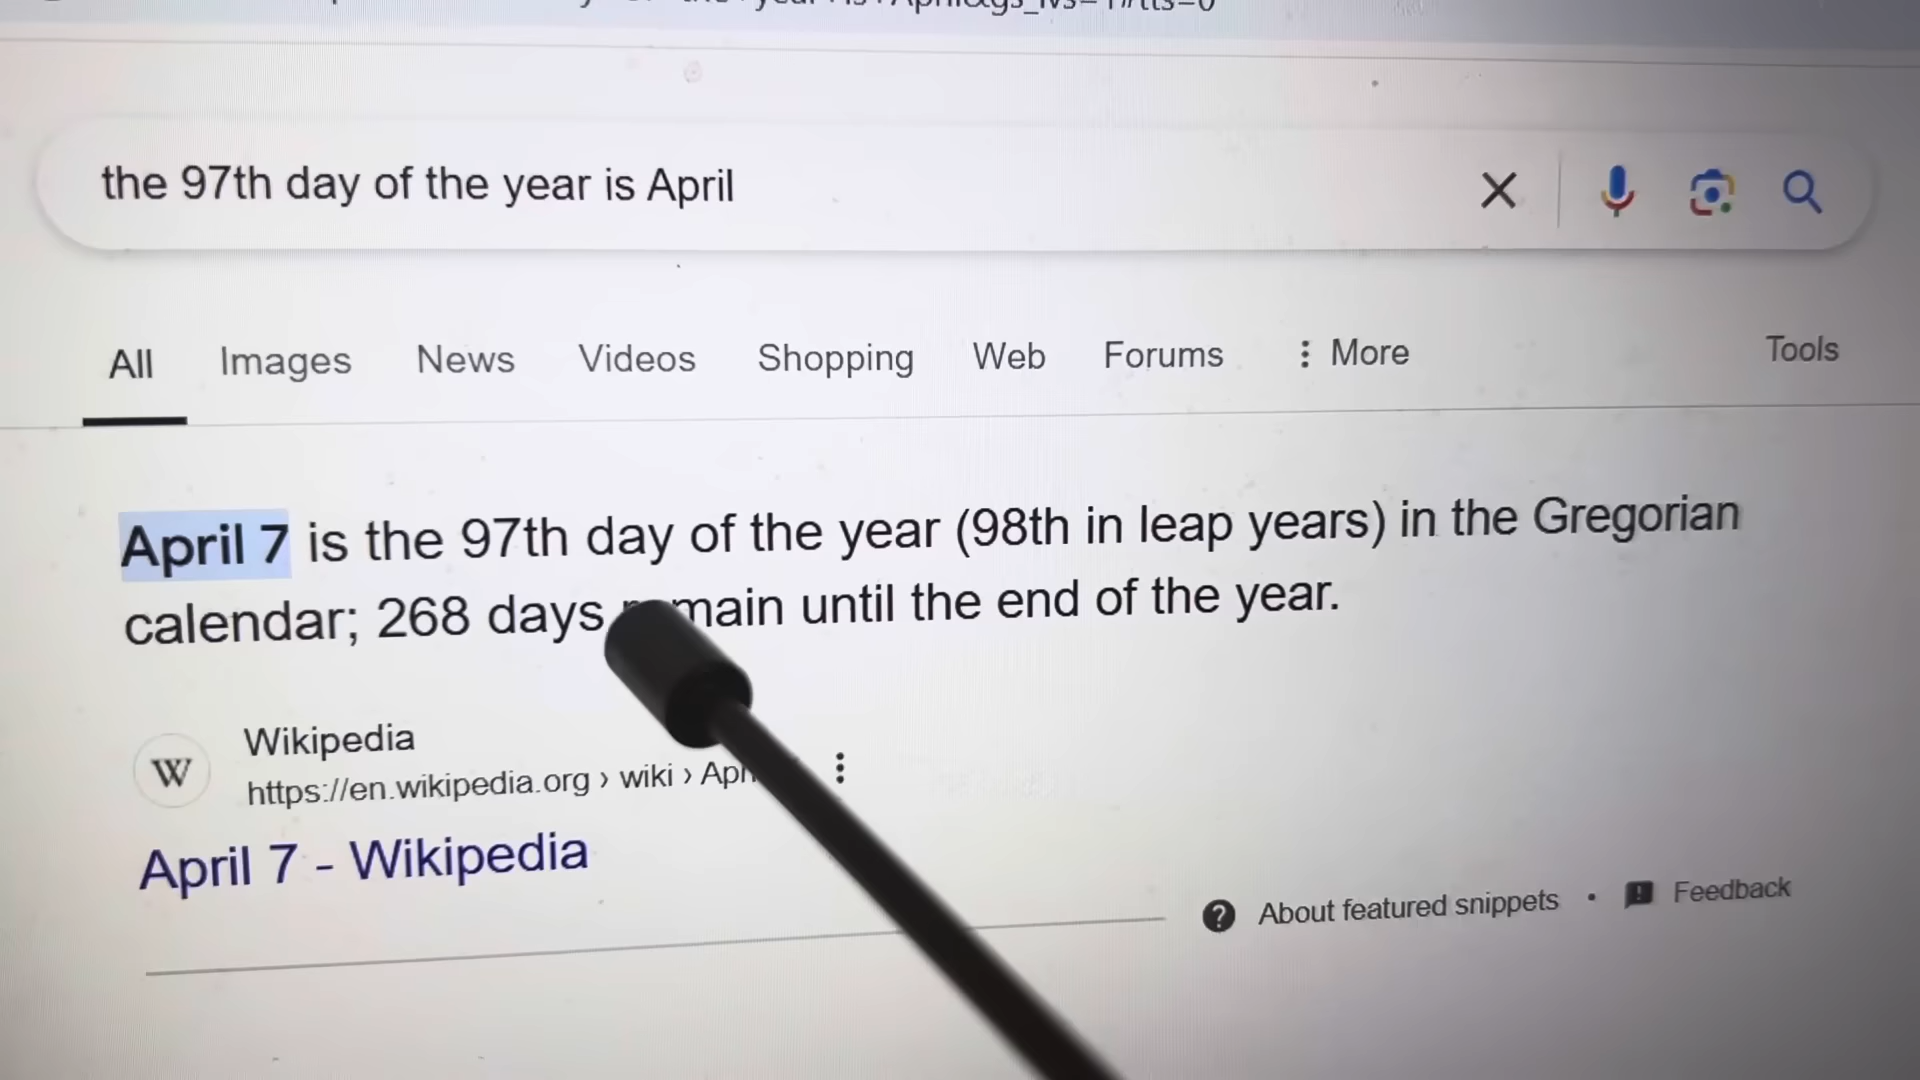 the 97th day of the year is April
All Images News Videos Shopping Web Forums More Tools
April 7 is the 97th day of the year (98th in leap years) in the Gregorian
calendar; 268 days remain until the end of the year.
W Wikipedia
https://en.wikipedia.org › wiki ›
April 7 - Wikipedia
About featured snippets • Feedback